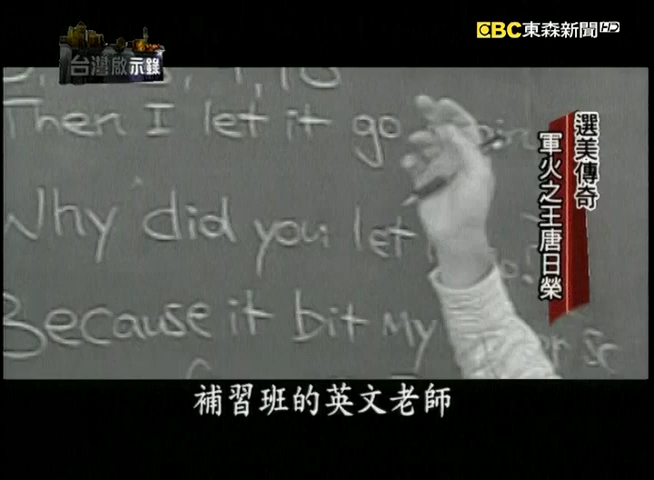 EBC東森新聞HD
台灣啟示錄
選美傳奇
軍火之王唐日榮
Then I let it go
Why did you let
Because it bit My
補習班的英文老師